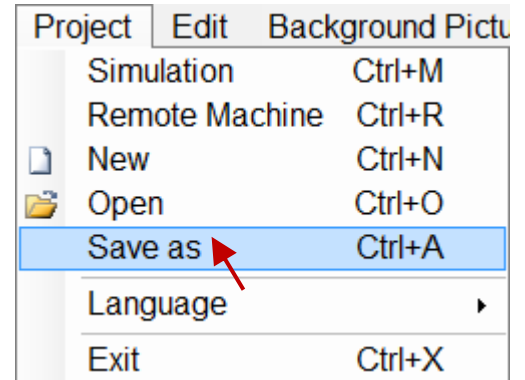 Project Edit Background Pictu
Simulation Ctrl+M
Remote Machine Ctrl+R
New Ctrl+N
Open Ctrl+O
Save as Ctrl+A
Language
Exit Ctrl+X